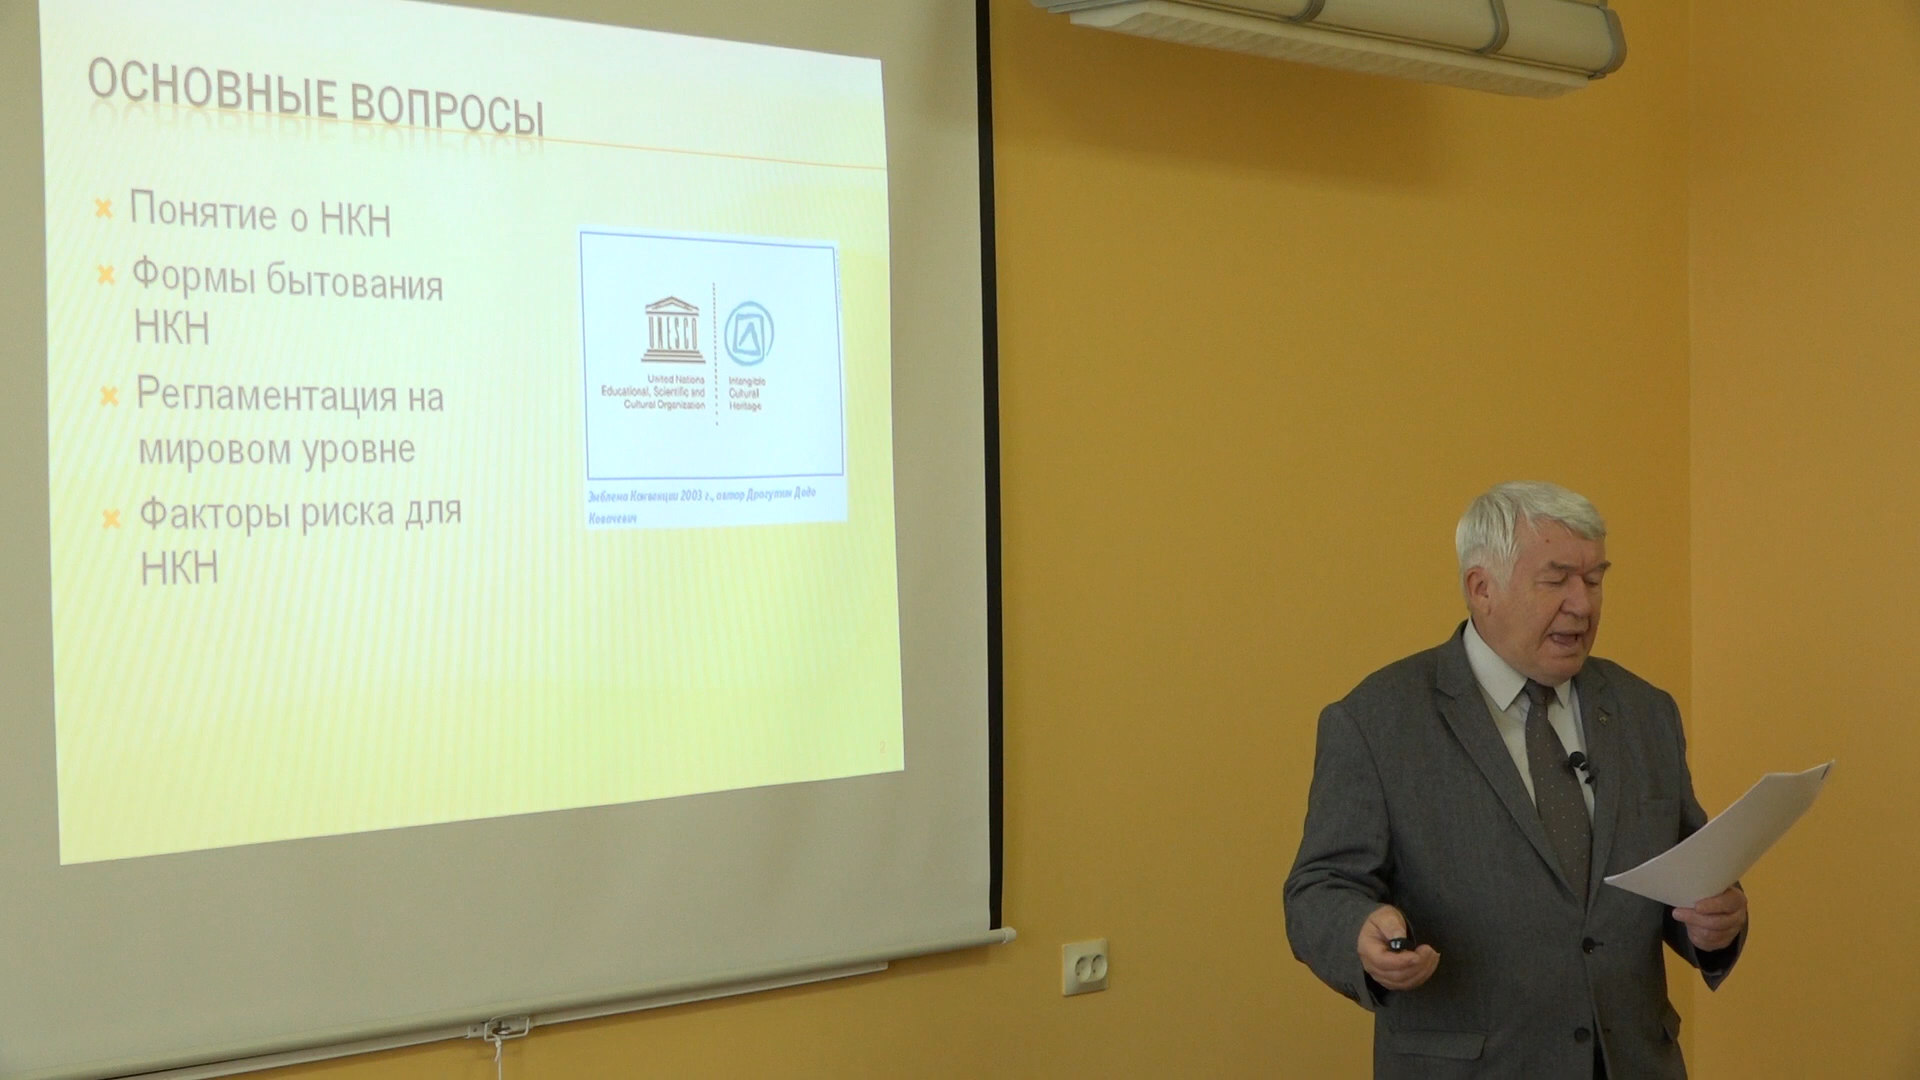 ОСНОВНЫЕ ВОПРОСЫ
Понятие о НКН
Формы бытования
НКН
Регламентация на
мировом уровне
Факторы риска для
НКН
UNESCO
United Nations
Educational, Scientific and
Cultural Organization
Intangible
Cultural
Heritage
Эмблема Конвенции 2003 г., автор Драгутин Дадо
Ковачевич
2